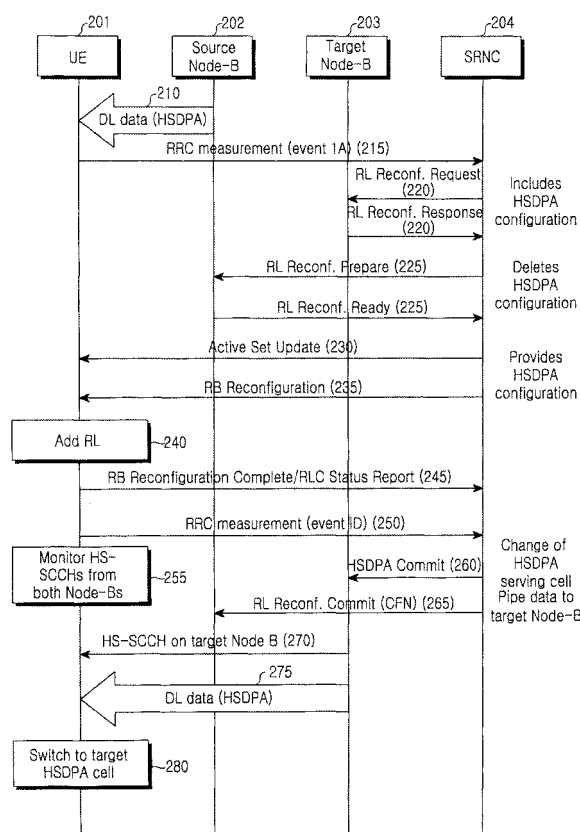 201
202
203
204
UE
Source
Node-B
Target
Node-B
SRNC
210
DL data (HSDPA)
RRC measurement (event 1A) (215)
RL Reconf. Request
(220)
RL Reconf. Response
(220)
Includes
HSDPA
configuration
RL Reconf. Prepare (225)
RL Reconf. Ready (225)
Deletes
HSDPA
configuration
Active Set Update (230)
RB Reconfiguration (235)
Provides
HSDPA
configuration
Add RL
240
RB Reconfiguration Complete/RLC Status Report (245)
RRC measurement (event ID) (250)
Monitor HS-
SCCHs from
both Node-Bs
255
HSDPA Commit (260)
RL Reconf. Commit (CFN) (265)
Change of
HSDPA
serving cell
Pipe data to
target Node-B
HS-SCCH on target Node B (270)
275
DL data (HSDPA)
Switch to target
HSDPA cell
280